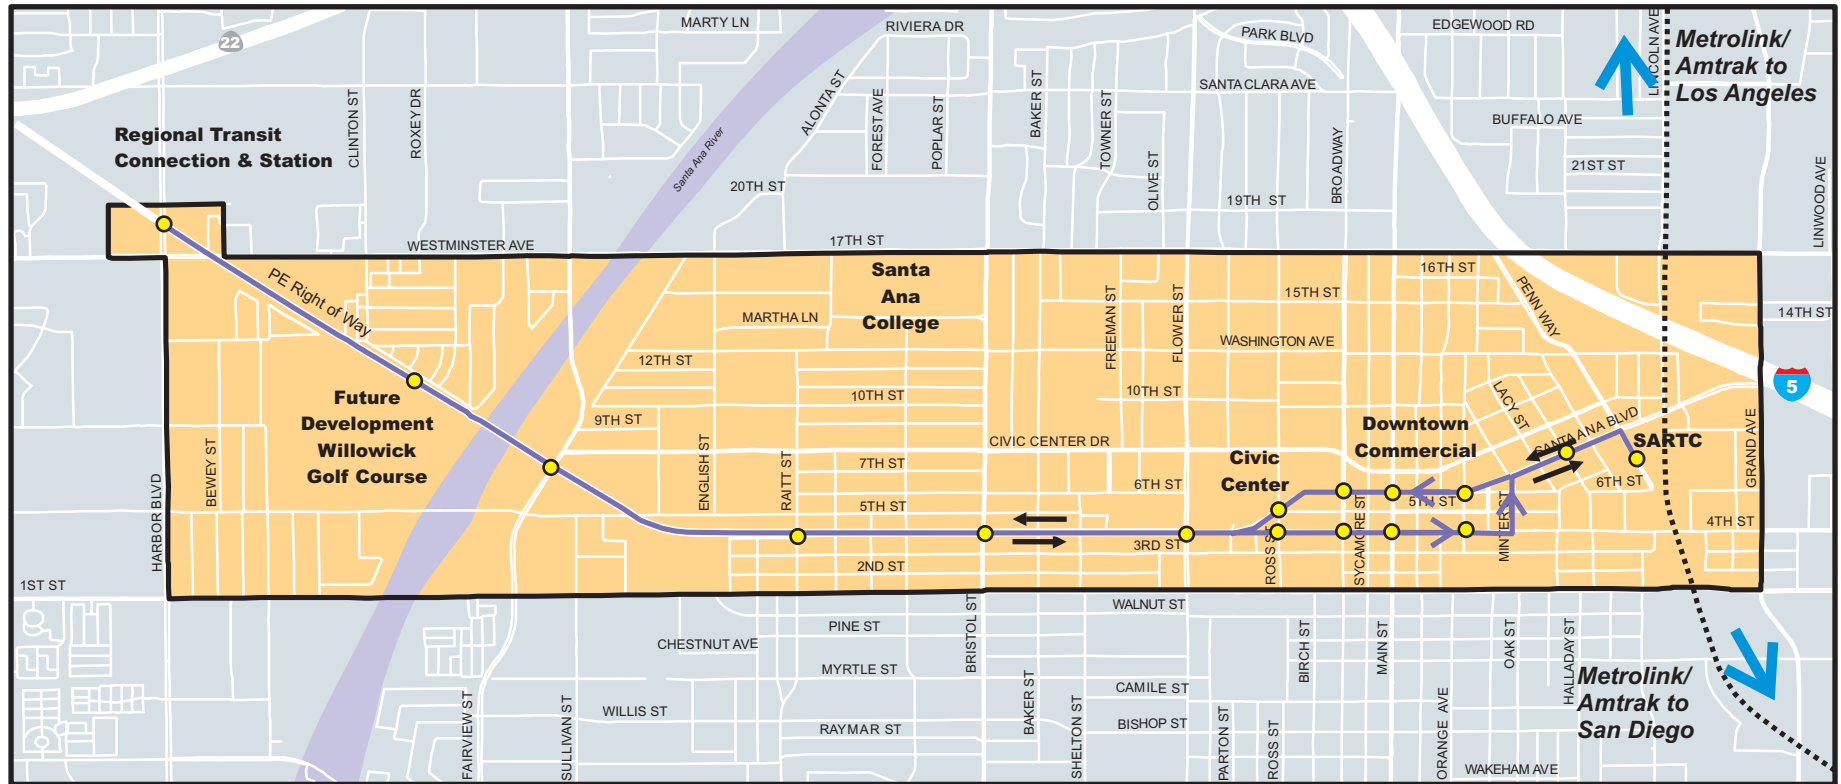 MARTY LN
RIVIERA DR
PARK BLVD
EDGEWOOD RD
LINCOLN AVE
Metrolink/
Amtrak to
Los Angeles
22
SANTA CLARA AVE
BUFFALO AVE
21ST ST
Regional Transit
Connection & Station
CLINTON ST
ROXEY DR
Santa Ana River
ALONTA ST
FOREST AVE
POPLAR ST
BAKER ST
TOWNER ST
OLIVE ST
BROADWAY
LINWOOD AVE
20TH ST
19TH ST
WESTMINSTER AVE
17TH ST
PE Right of Way
Santa
Ana
College
16TH ST
15TH ST
PENN WAY
14TH ST
MARTHA LN
FREEMAN ST
FLOWER ST
WASHINGTON AVE
12TH ST
10TH ST
10TH ST
5
Future
Development
Willowick
Golf Course
9TH ST
CIVIC CENTER DR
Downtown
Commercial
LACY ST
SANTA ANA BLVD
SARTC
GRAND AVE
HARBOR BLVD
BEWEY ST
ENGLISH ST
RAITT ST
7TH ST
6TH ST
Civic
Center
6TH ST
5TH ST
5TH ST
4TH ST
3RD ST
ROSS ST
SYCAMORE ST
MINTER ST
2ND ST
1ST ST
WALNUT ST
PINE ST
CHESTNUT AVE
BRISTOL ST
BIRCH ST
MAIN ST
OAK ST
HALLADAY ST
MYRTLE ST
CAMILE ST
Metrolink/
Amtrak to
San Diego
FAIRVIEW ST
SULLIVAN ST
WILLIS ST
RAYMAR ST
BAKER ST
SHELTON ST
BISHOP ST
PARTON ST
ROSS ST
ORANGE AVE
WAKEHAM AVE